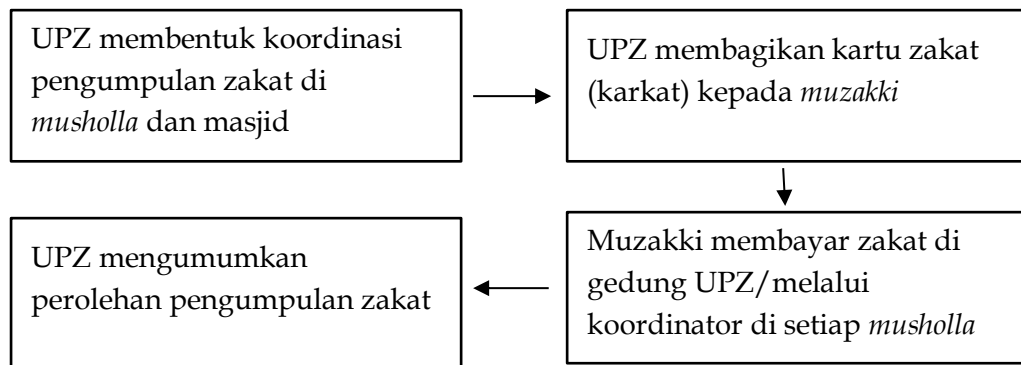 UPZ membentuk koordinasi
pengumpulan zakat di
musholla dan masjid
UPZ membagikan kartu zakat
(karkat) kepada muzakki
Muzakki membayar zakat di
gedung UPZ/melalui
koordinator di setiap musholla
UPZ mengumumkan
perolehan pengumpulan zakat